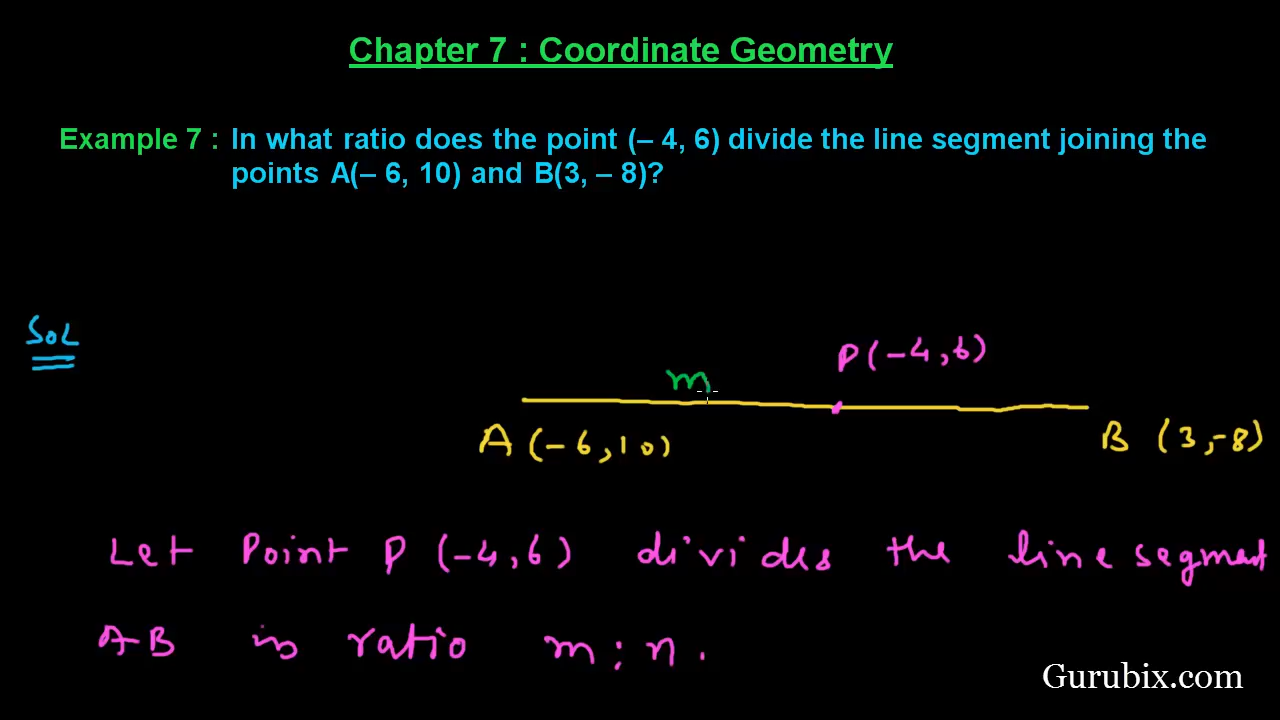 Chapter 7 : Coordinate Geometry
Example 7 : In what ratio does the point (– 4, 6) divide the line segment joining the
points A(– 6, 10) and B(3, – 8)?
SOL
P(-4,6)
m
A (-6,10)
B (3,-8)
Let Point P (-4,6) divides the line segment
AB is ratio m:n.
Gurubix.com